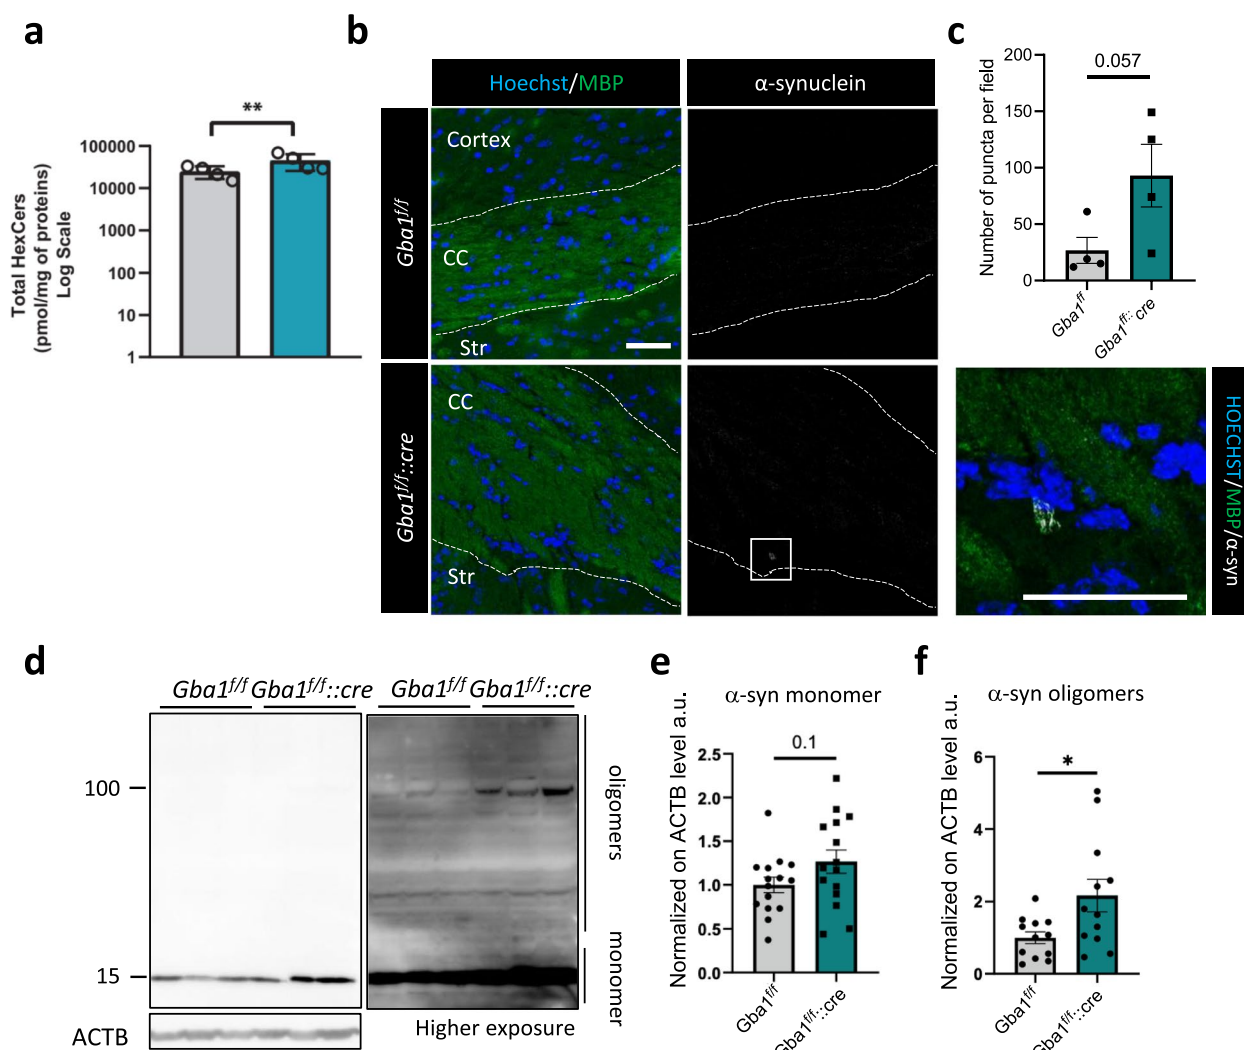 a
Total HexCers
(pmol/mg of proteins)
Log Scale
100000
10000
1000
100
10
1
**
b
Hoechst/MBP
α-synuclein
Gba1f/f
Cortex
CC
Str
Gba1f/f::cre
CC
Str
c
Number of puncta per field
200
150
100
50
0
0.057
Gba1f/f
Gba1f/f::cre
HOECHST/MBP/α-syn
d
Gba1f/f Gba1f/f::cre
Gba1f/f Gba1f/f::cre
100
15
ACTB
oligomers
monomer
Higher exposure
e
α-syn monomer
Normalized on ACTB level a.u.
2.5
2.0
1.5
1.0
0.5
0.0
0.1
Gba1f/f
Gba1f/f::cre
f
α-syn oligomers
Normalized on ACTB level a.u.
6
4
2
0
*
Gba1f/f
Gba1f/f::cre